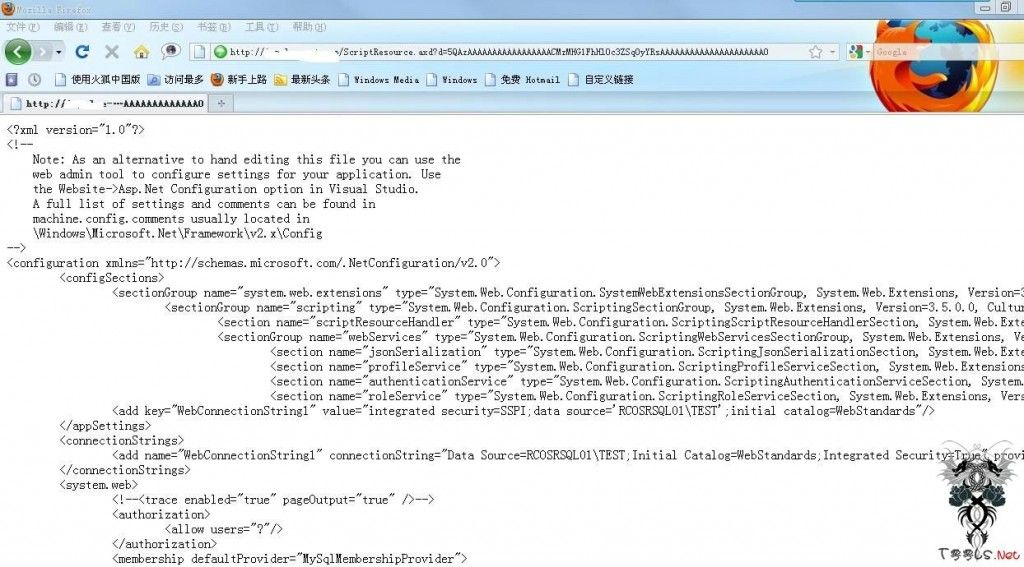 Mozilla Firefox
文件(F) 编辑(E) 查看(V) 历史(S) 书签(B) 工具(T) 帮助(H)
http:// /ScriptResource.axd?d=5QAzAAAAAAAAAAAAAAAAACMzMHG1FhMl0c3ZSqOyYRsAAAAAAAAAAAAAAAAAAAAA0 Google
使用火狐中国版 访问最多 新手上路 最新头条 Windows Media Windows 免费 Hotmail 自定义链接
http:// AAAAAAAAAAAAA0
<?xml version="1.0"?>
<!--
Note: As an alternative to hand editing this file you can use the
web admin tool to configure settings for your application. Use
the Website->Asp.Net Configuration option in Visual Studio.
A full list of settings and comments can be found in
machine.config.comments usually located in
\Windows\Microsoft.Net\Framework\v2.x\Config
-->
<configuration xmlns="http://schemas.microsoft.com/.NetConfiguration/v2.0">
<configSections>
<sectionGroup name="system.web.extensions" type="System.Web.Configuration.SystemWebExtensionsSectionGroup, System.Web.Extensions, Version=3
<sectionGroup name="scripting" type="System.Web.Configuration.ScriptingSectionGroup, System.Web.Extensions, Version=3.5.0.0, Cultu
<section name="scriptResourceHandler" type="System.Web.Configuration.ScriptingScriptResourceHandlerSection, System.Web.Exte
<sectionGroup name="webServices" type="System.Web.Configuration.ScriptingWebServicesSectionGroup, System.Web.Extensions, Ve
<section name="jsonSerialization" type="System.Web.Configuration.ScriptingJsonSerializationSection, System.Web.Ext
<section name="profileService" type="System.Web.Configuration.ScriptingProfileServiceSection, System.Web.Extensions
<section name="authenticationService" type="System.Web.Configuration.ScriptingAuthenticationServiceSection, System.
<section name="roleService" type="System.Web.Configuration.ScriptingRoleServiceSection, System.Web.Extensions, Vers
<add key="WebConnectionString1" value="integrated security=SSPI;data source='RCOSRSQL01\TEST';initial catalog=WebStandards"/>
</appSettings>
<connectionStrings>
<add name="WebConnectionString1" connectionString="Data Source=RCOSRSQL01\TEST;Initial Catalog=WebStandards;Integrated Security=True" provi
</connectionStrings>
<system.web>
<!--<trace enabled="true" pageOutput="true" />-->
<authorization>
<allow users="?"/>
</authorization>
<membership defaultProvider="MySqlMembershipProvider">
T00LS.Net